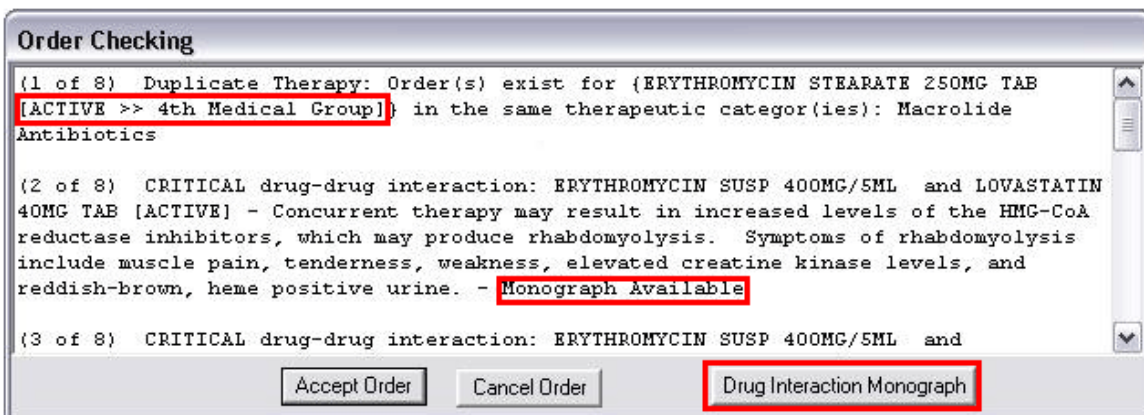 Order Checking
(1 of 8)  Duplicate Therapy: Order(s) exist for {ERYTHROMYCIN STEARATE 250MG TAB
[ACTIVE >> 4th Medical Group]} in the same therapeutic categor(ies): Macrolide
Antibiotics
(2 of 8)  CRITICAL drug-drug interaction: ERYTHROMYCIN SUSP 400MG/5ML  and LOVASTATIN
40MG TAB [ACTIVE] - Concurrent therapy may result in increased levels of the HMG-CoA
reductase inhibitors, which may produce rhabdomyolysis.  Symptoms of rhabdomyolysis
include muscle pain, tenderness, weakness, elevated creatine kinase levels, and
reddish-brown, heme positive urine. - Monograph Available
(3 of 8)  CRITICAL drug-drug interaction: ERYTHROMYCIN SUSP 400MG/5ML  and
Accept Order
Cancel Order
Drug Interaction Monograph